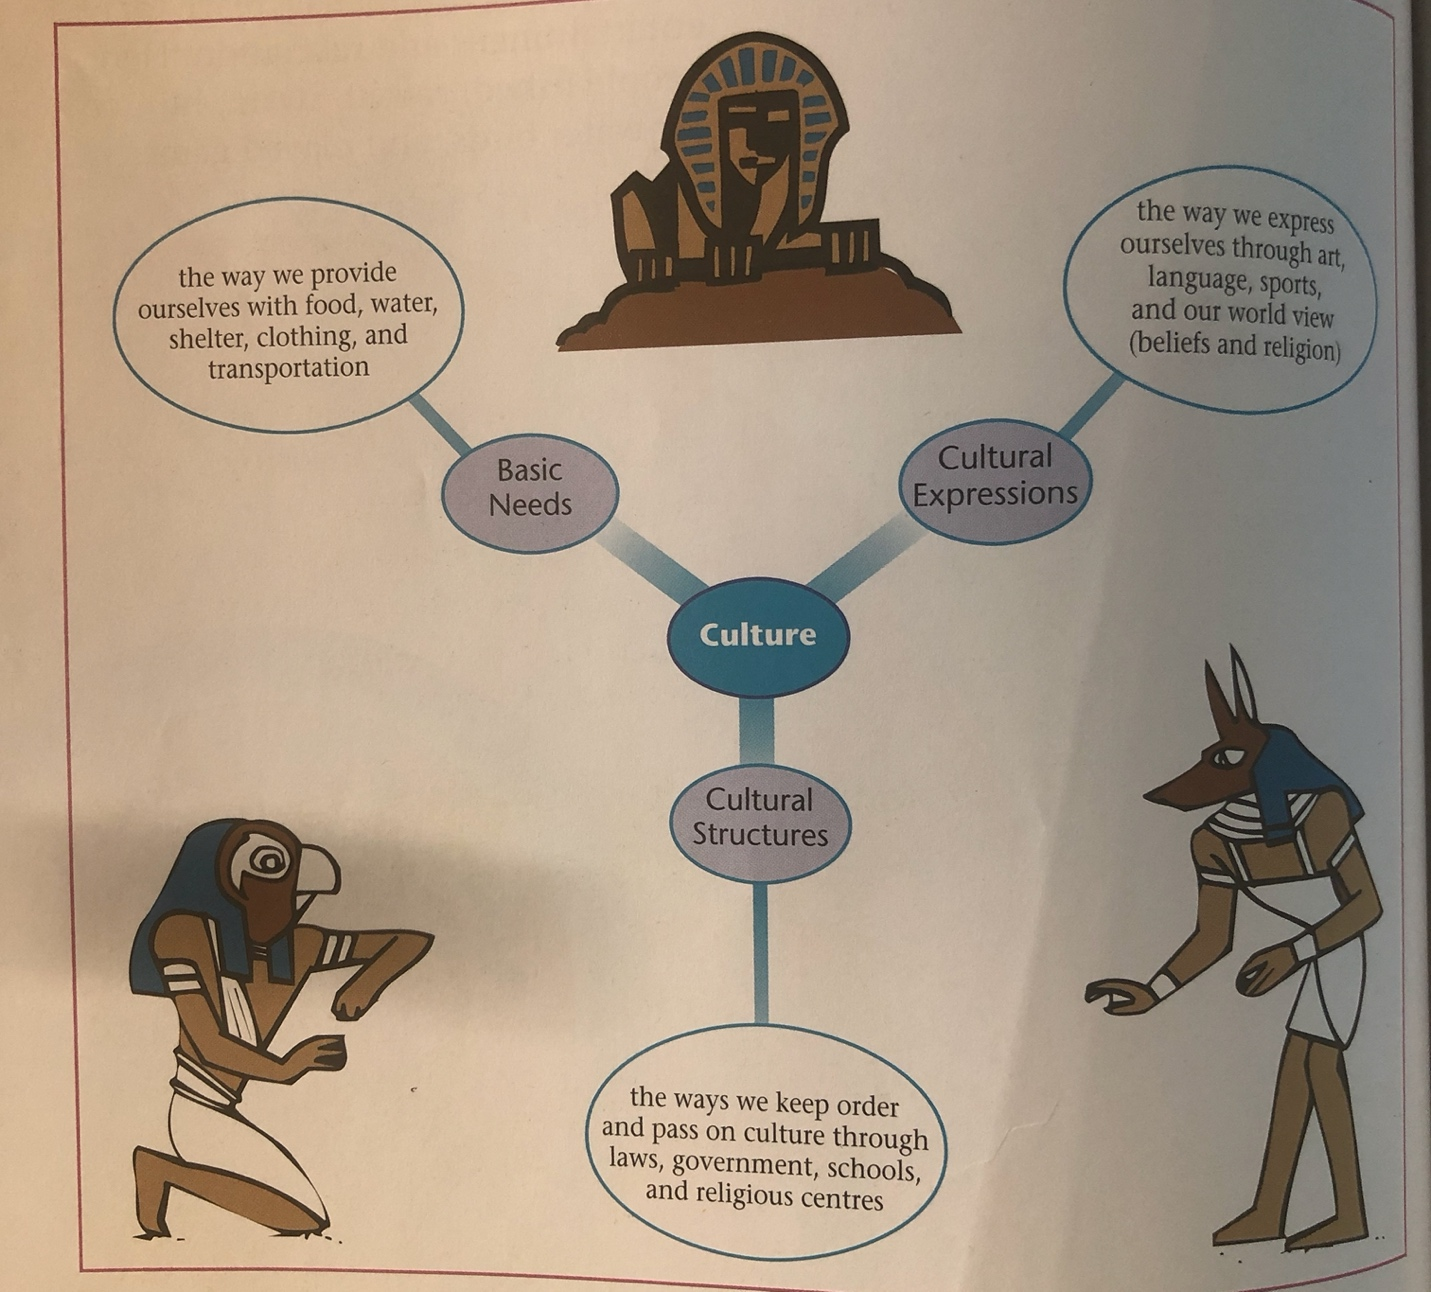 the way we provide
ourselves with food, water,
shelter, clothing, and
transportation
the way we express
ourselves through art,
language, sports,
and our world view
(beliefs and religion)
Basic
Needs
Cultural
Expressions
Culture
Cultural
Structures
the ways we keep order
and pass on culture through
laws, government, schools,
and religious centres